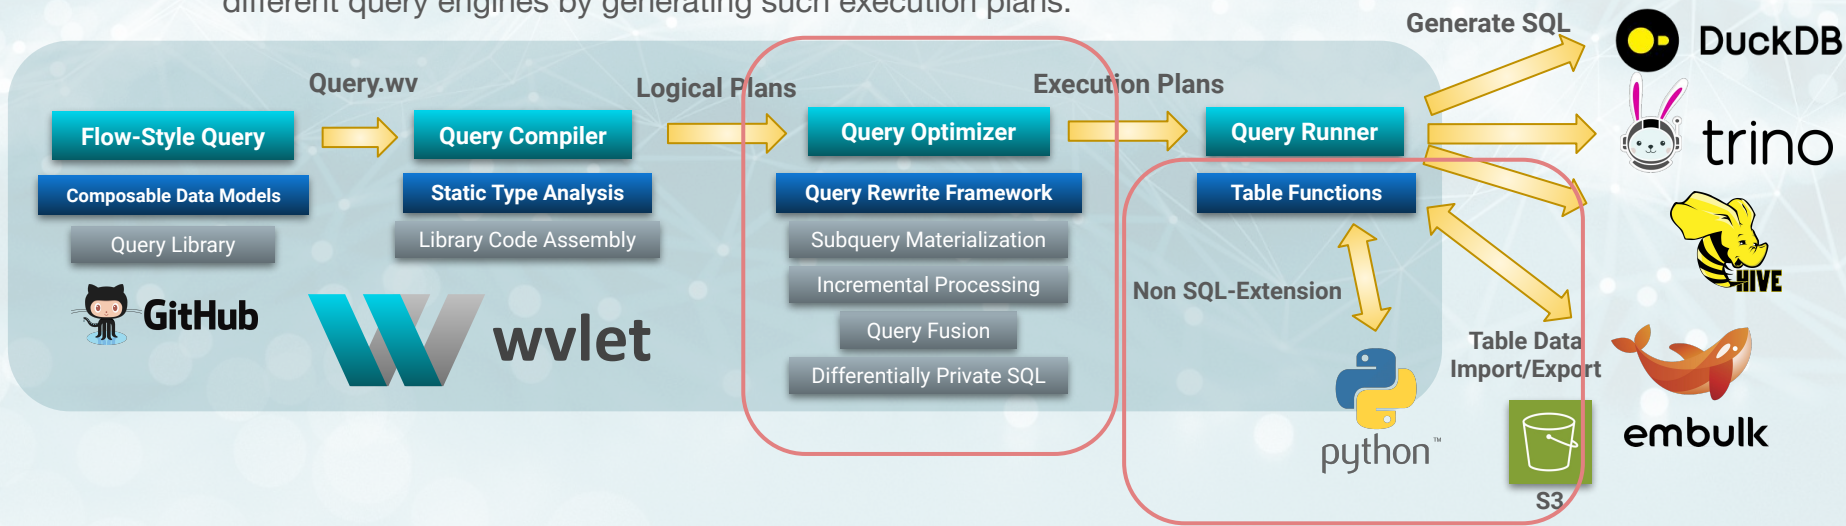 different query engines by generating such execution plans.
Generate SQL
DuckDB
Query.wv
Logical Plans
Execution Plans
Flow-Style Query
Query Compiler
Query Optimizer
Query Runner
trino
Composable Data Models
Static Type Analysis
Query Rewrite Framework
Table Functions
Query Library
Library Code Assembly
Subquery Materialization
Incremental Processing
Query Fusion
Differentially Private SQL
HIVE
GitHub
wvlet
Non SQL-Extension
Table Data
Import/Export
python™
embulk
S3